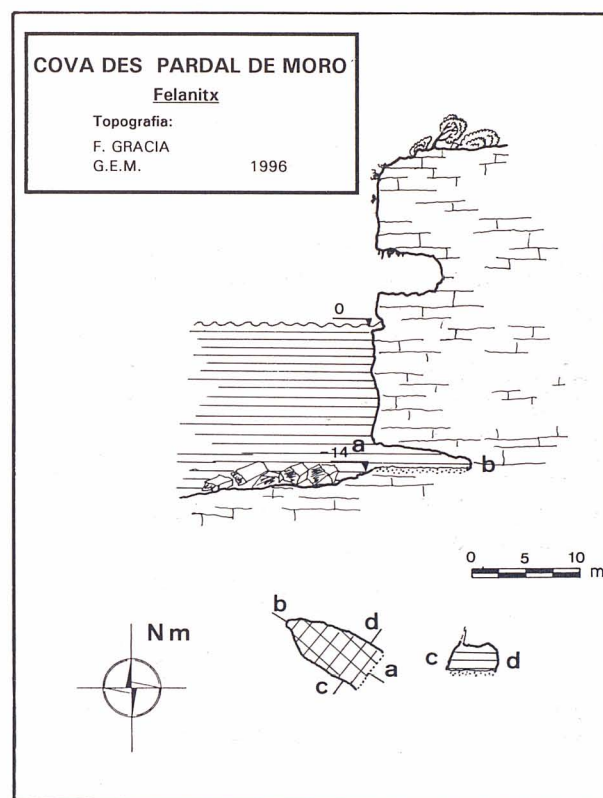 COVA DES PARDAL DE MORO
Felanitx
Topografia:
F. GRACIA
G.E.M. 1996
0
a
-14
b
0 5 10
m
Nm
b
d
a
c
c d